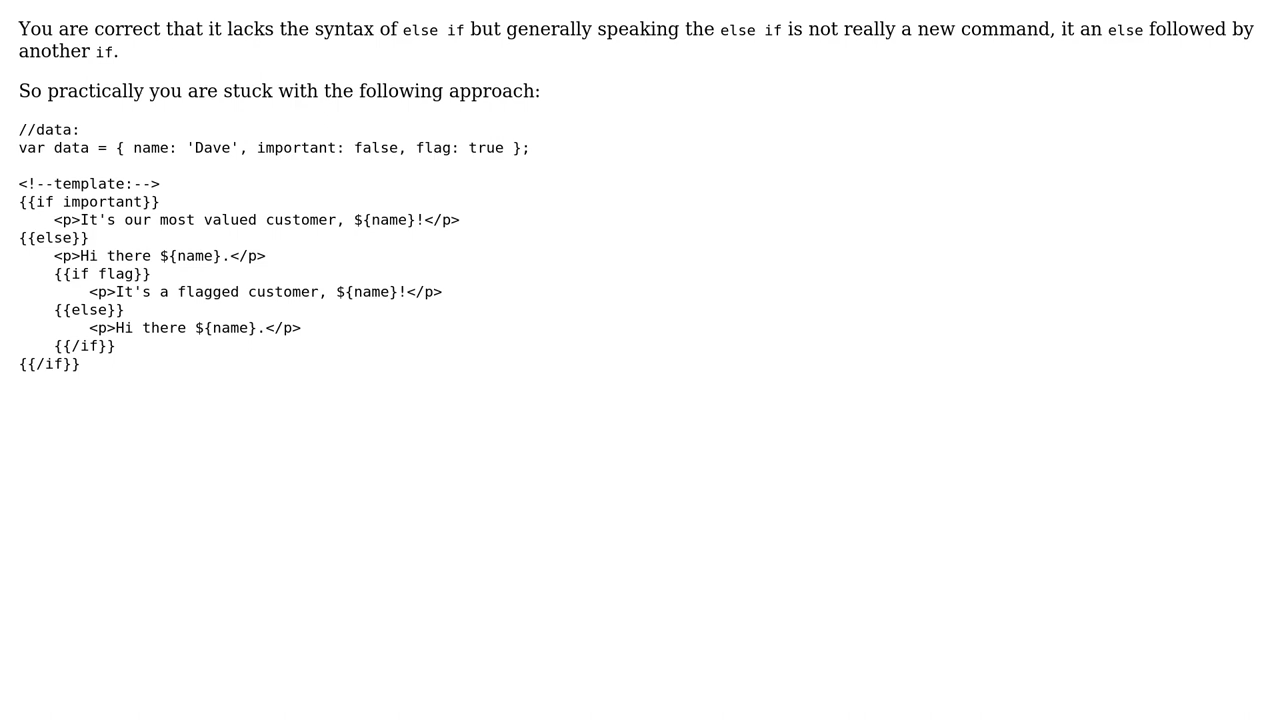 You are correct that it lacks the syntax of else if but generally speaking the else if is not really a new command, it an else followed by
another if.
So practically you are stuck with the following approach:
//data:
var data = { name: 'Dave', important: false, flag: true };
<!--template:-->
{{if important}}
    <p>It's our most valued customer, ${name}!</p>
{{else}}
    <p>Hi there ${name}.</p>
    {{if flag}}
        <p>It's a flagged customer, ${name}!</p>
    {{else}}
        <p>Hi there ${name}.</p>
    {{/if}}
{{/if}}